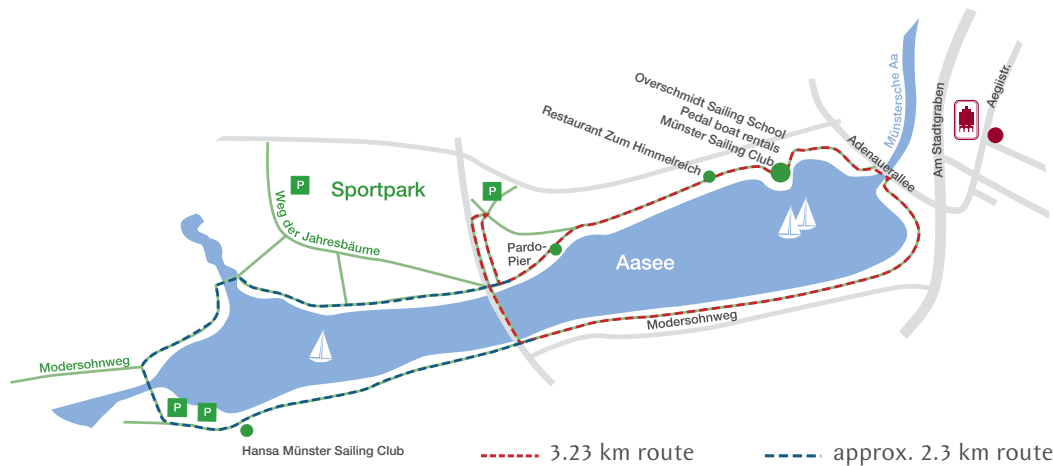 Münstersche Aa
Am Stadtgraben
Aegiistr.
Overschmidt Sailing School
Pedal boat rentals
Münster Sailing Club
Restaurant Zum Himmelreich
Adenauerallee
P
P
Sportpark
Weg der Jahresbäume
Pardo-
Pier
Aasee
Modersohnweg
Modersohnweg
P
P
Hansa Münster Sailing Club
3.23 km route
approx. 2.3 km route